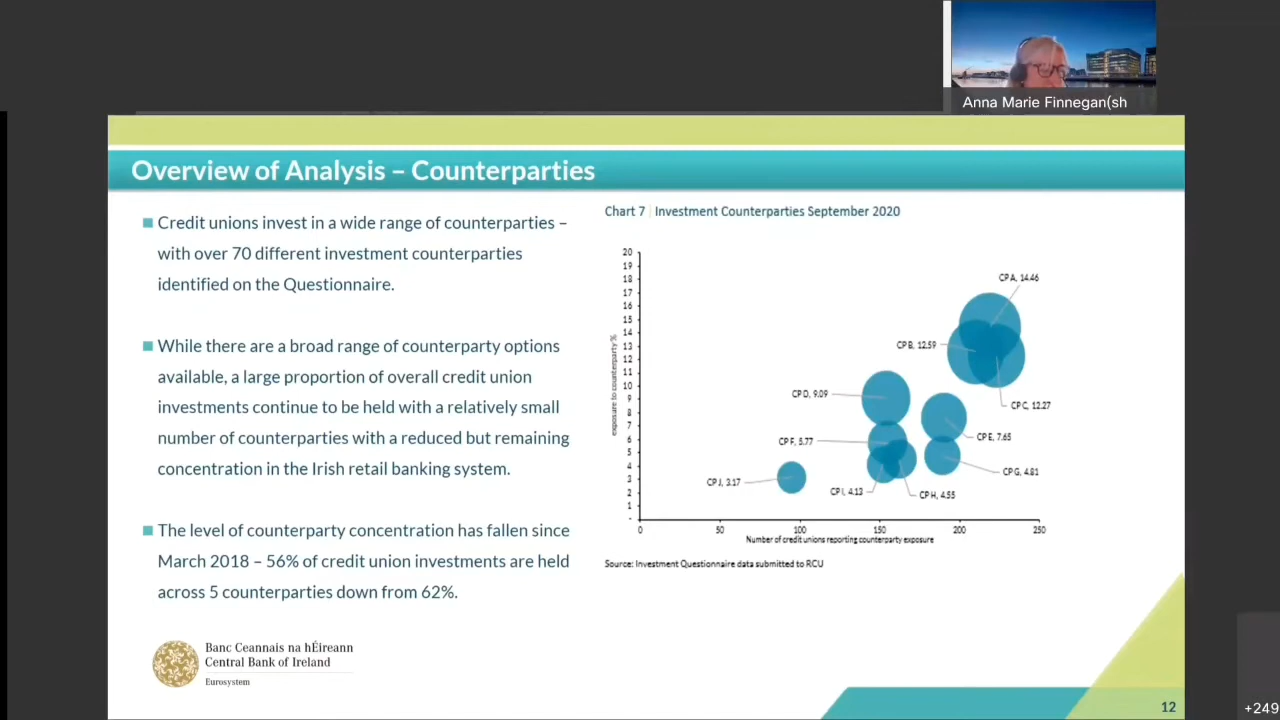 Anna Marie Finnegan(sh
Overview of Analysis – Counterparties
Credit unions invest in a wide range of counterparties –
with over 70 different investment counterparties
identified on the Questionnaire.
While there are a broad range of counterparty options
available, a large proportion of overall credit union
investments continue to be held with a relatively small
number of counterparties with a reduced but remaining
concentration in the Irish retail banking system.
The level of counterparty concentration has fallen since
March 2018 – 56% of credit union investments are held
across 5 counterparties down from 62%.
Chart 7 | Investment Counterparties September 2020
exposure to counterparty %
20
19
18
17
16
15
14
13
12
11
10
9
8
7
6
5
4
3
2
1
-
CP A, 14.46
CP B, 12.59
CP C, 12.27
CP D, 9.09
CP E, 7.65
CP F, 5.77
CP G, 4.81
CP J, 3.17
CP I, 4.13
CP H, 4.55
0 50 100 150 200 250
Number of credit unions reporting counterparty exposure
Source: Investment Questionnaire data submitted to RCU
Banc Ceannais na hÉireann
Central Bank of Ireland
Eurosystem
12
+249